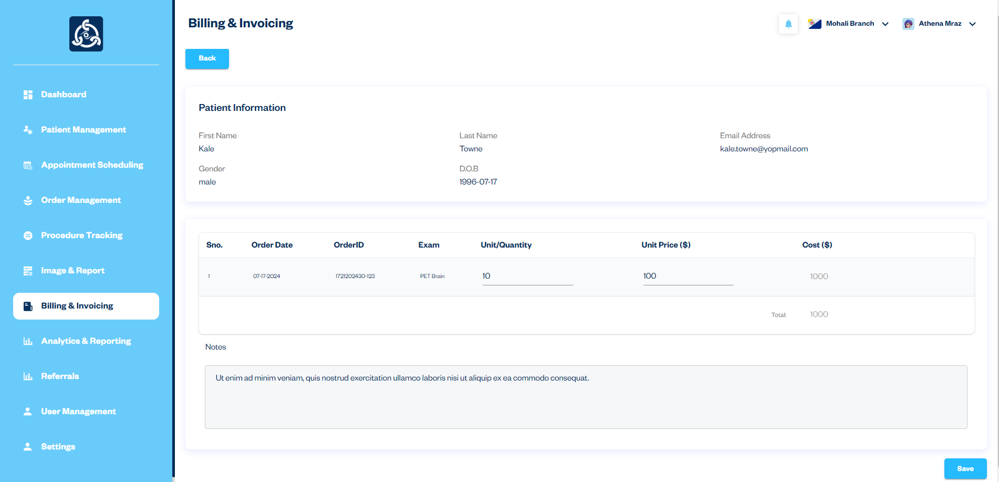 Billing & Invoicing
Mohali Branch
Athena Mraz
Back
Dashboard
Patient Management
Appointment Scheduling
Order Management
Procedure Tracking
Image & Report
Billing & Invoicing
Analytics & Reporting
Referrals
User Management
Settings
Patient Information
First Name Last Name Email Address
Kale Towne kale.towne@yopmail.com
Gender D.O.B
male 1996-07-17
Sno. Order Date OrderID Exam Unit/Quantity Unit Price ($) Cost ($)
1 07-17-2024 1721202430-123 PET Brain 10 100 1000
Total: 1000
Notes
Ut enim ad minim veniam, quis nostrud exercitation ullamco laboris nisi ut aliquip ex ea commodo consequat.
Save